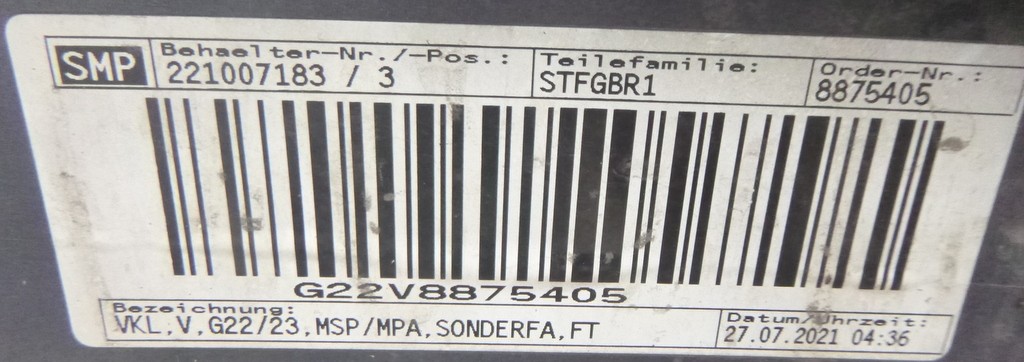 SMP
Behaelter-Nr./-Pos.:
221007183 / 3
Teilefamilie:
STFGBR1
Order-Nr.:
8875405
G22V8875405
Bezeichnung:
VKL,V,G22/23,MSP/MPA,SONDERFA,FT
Datum/Uhrzeit:
27.07.2021 04:36